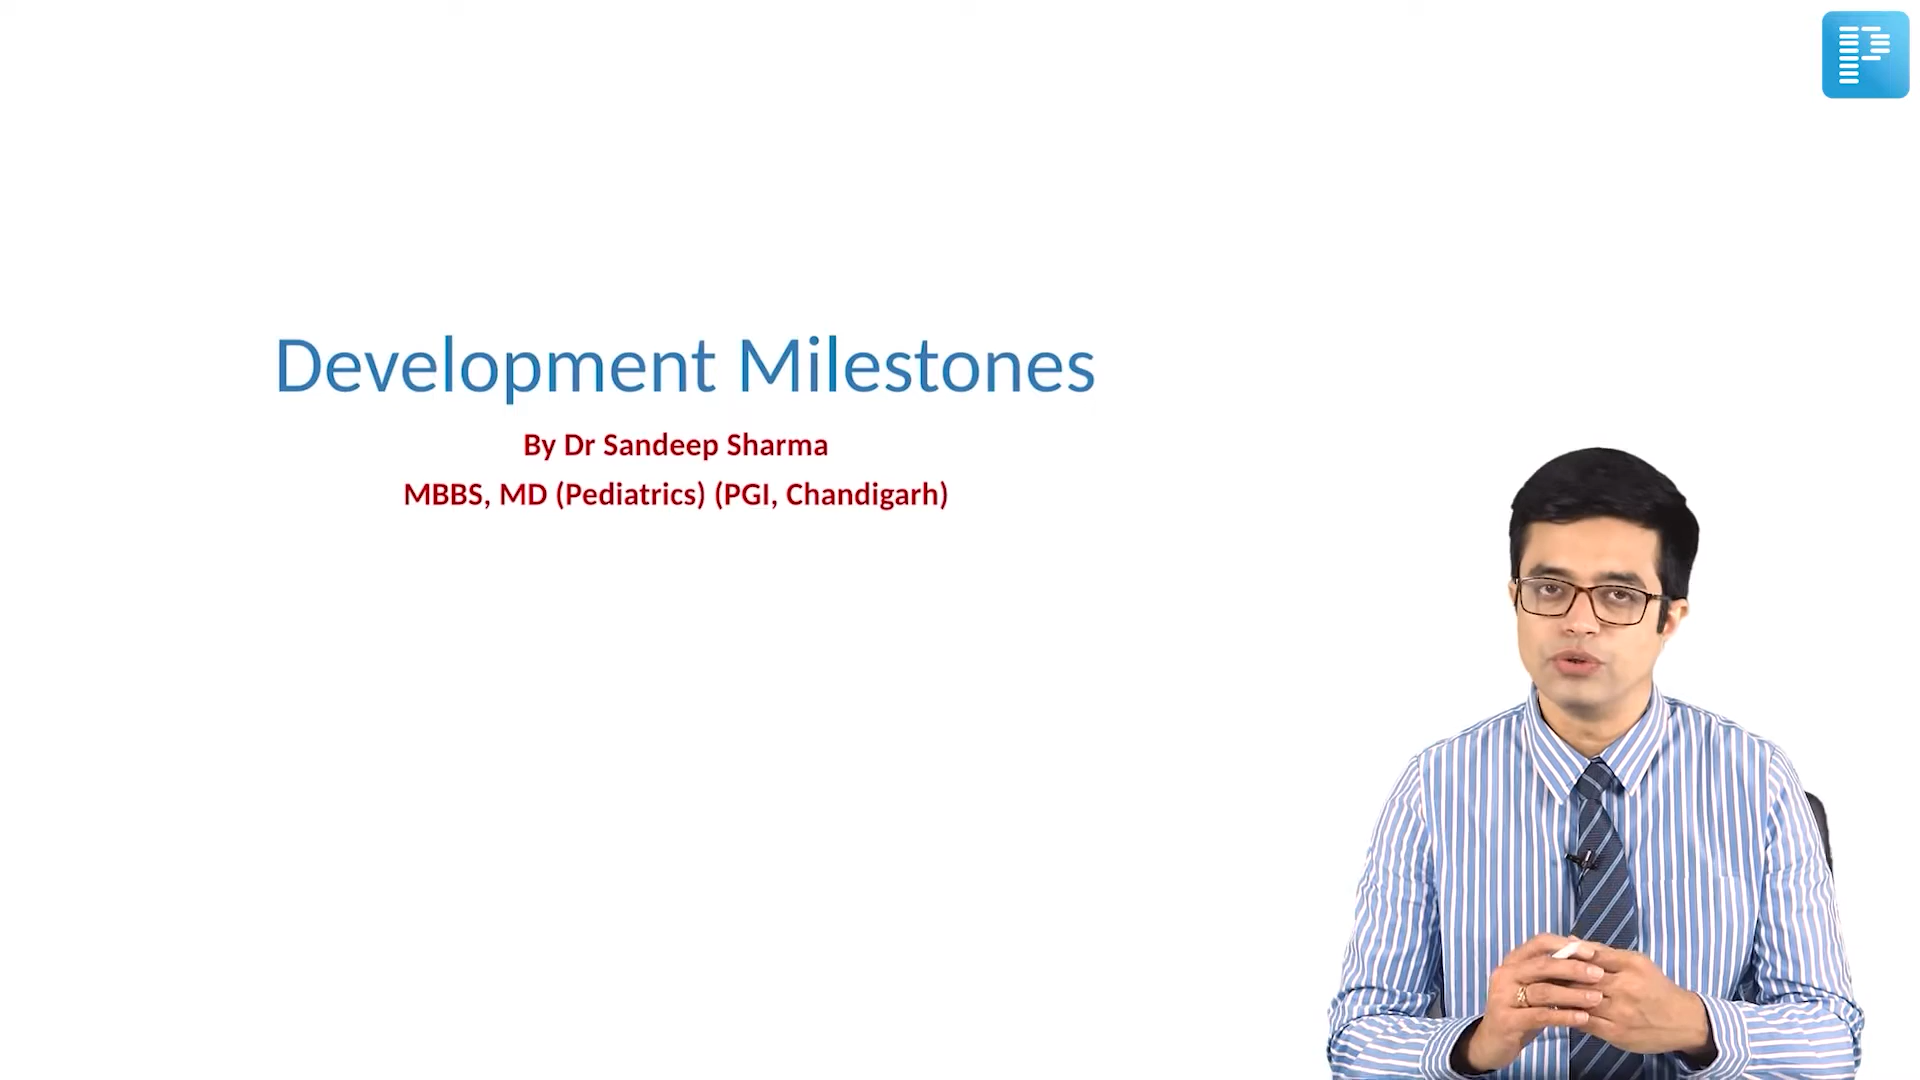 Development Milestones
By Dr Sandeep Sharma
MBBS, MD (Pediatrics) (PGI, Chandigarh)